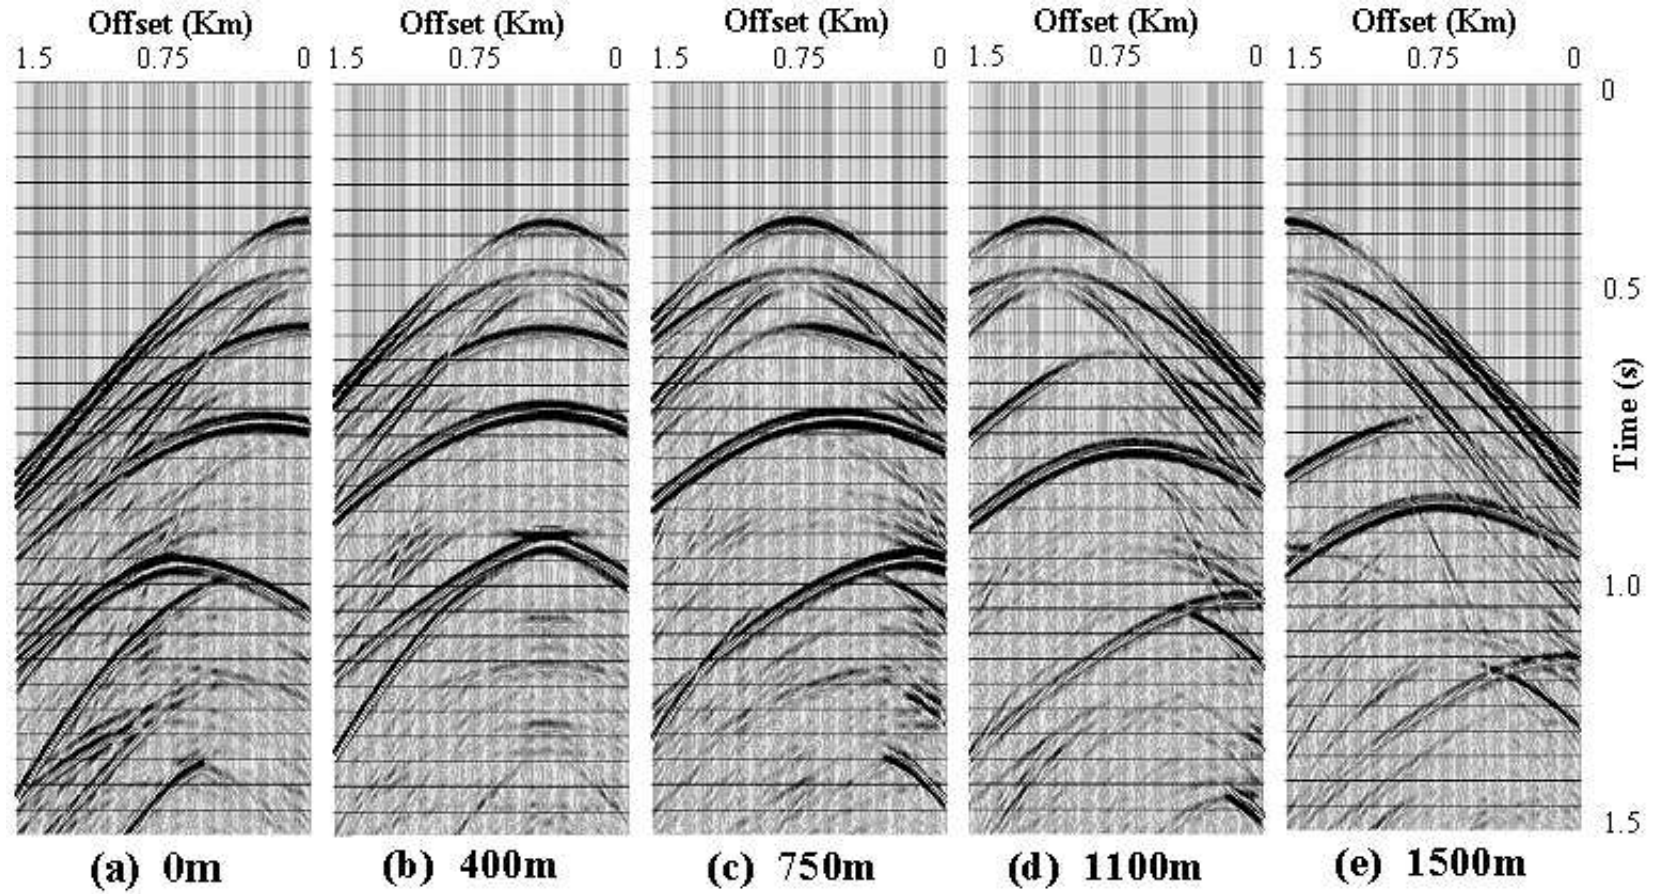 Offset (Km) Offset (Km) Offset (Km) Offset (Km) Offset (Km)
1.5 0.75 0 1.5 0.75 0 1.5 0.75 0 1.5 0.75 0 1.5 0.75 0
0
0.5
Time (s)
1.0
1.5
(a) 0m (b) 400m (c) 750m (d) 1100m (e) 1500m